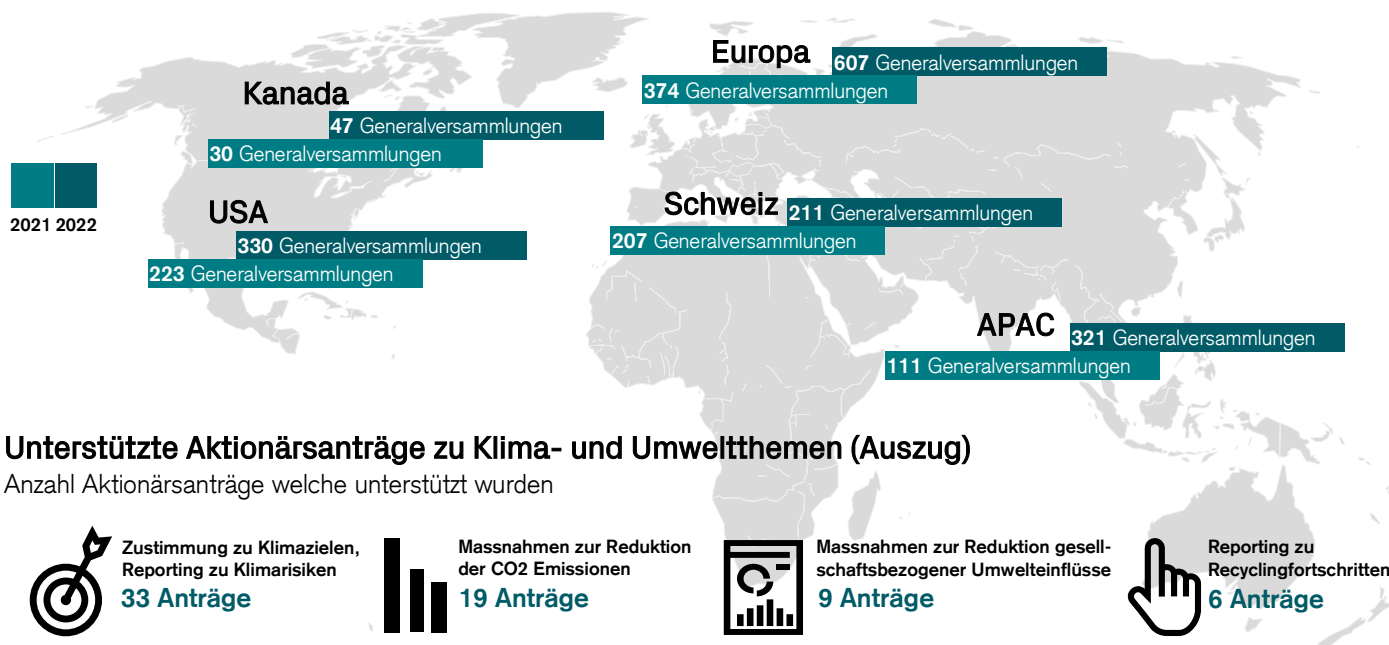 Europa
607 Generalversammlungen
374 Generalversammlungen
Kanada
47 Generalversammlungen
30 Generalversammlungen
2021 2022
USA
330 Generalversammlungen
223 Generalversammlungen
Schweiz
211 Generalversammlungen
207 Generalversammlungen
APAC
321 Generalversammlungen
111 Generalversammlungen
Unterstützte Aktionärsanträge zu Klima- und Umweltthemen (Auszug)
Anzahl Aktionärsanträge welche unterstützt wurden
Zustimmung zu Klimazielen,
Reporting zu Klimarisiken
33 Anträge
Massnahmen zur Reduktion
der CO2 Emissionen
19 Anträge
Massnahmen zur Reduktion gesell-
schaftsbezogener Umwelteinflüsse
9 Anträge
Reporting zu
Recyclingfortschritten
6 Anträge